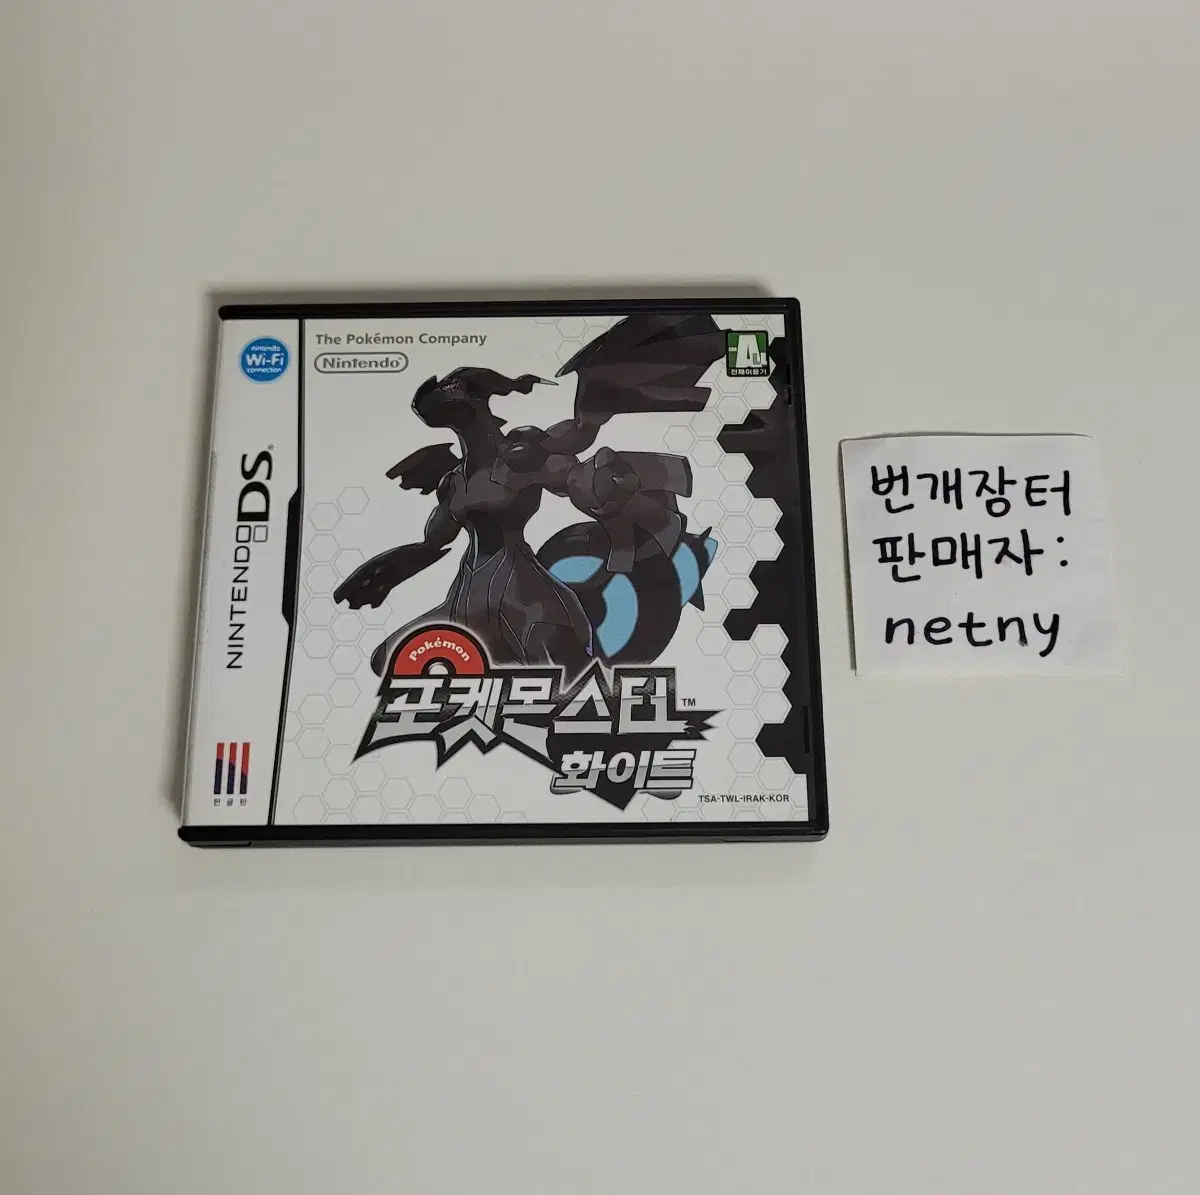 nintendo
Wi-Fi
connection
NINTENDO DS
한글판
The Pokémon Company
Nintendo
ALL
전체이용가
Pokémon
포켓몬스터™
화이트
TSA-TWL-IRAK-KOR
번개장터
판매자:
netny